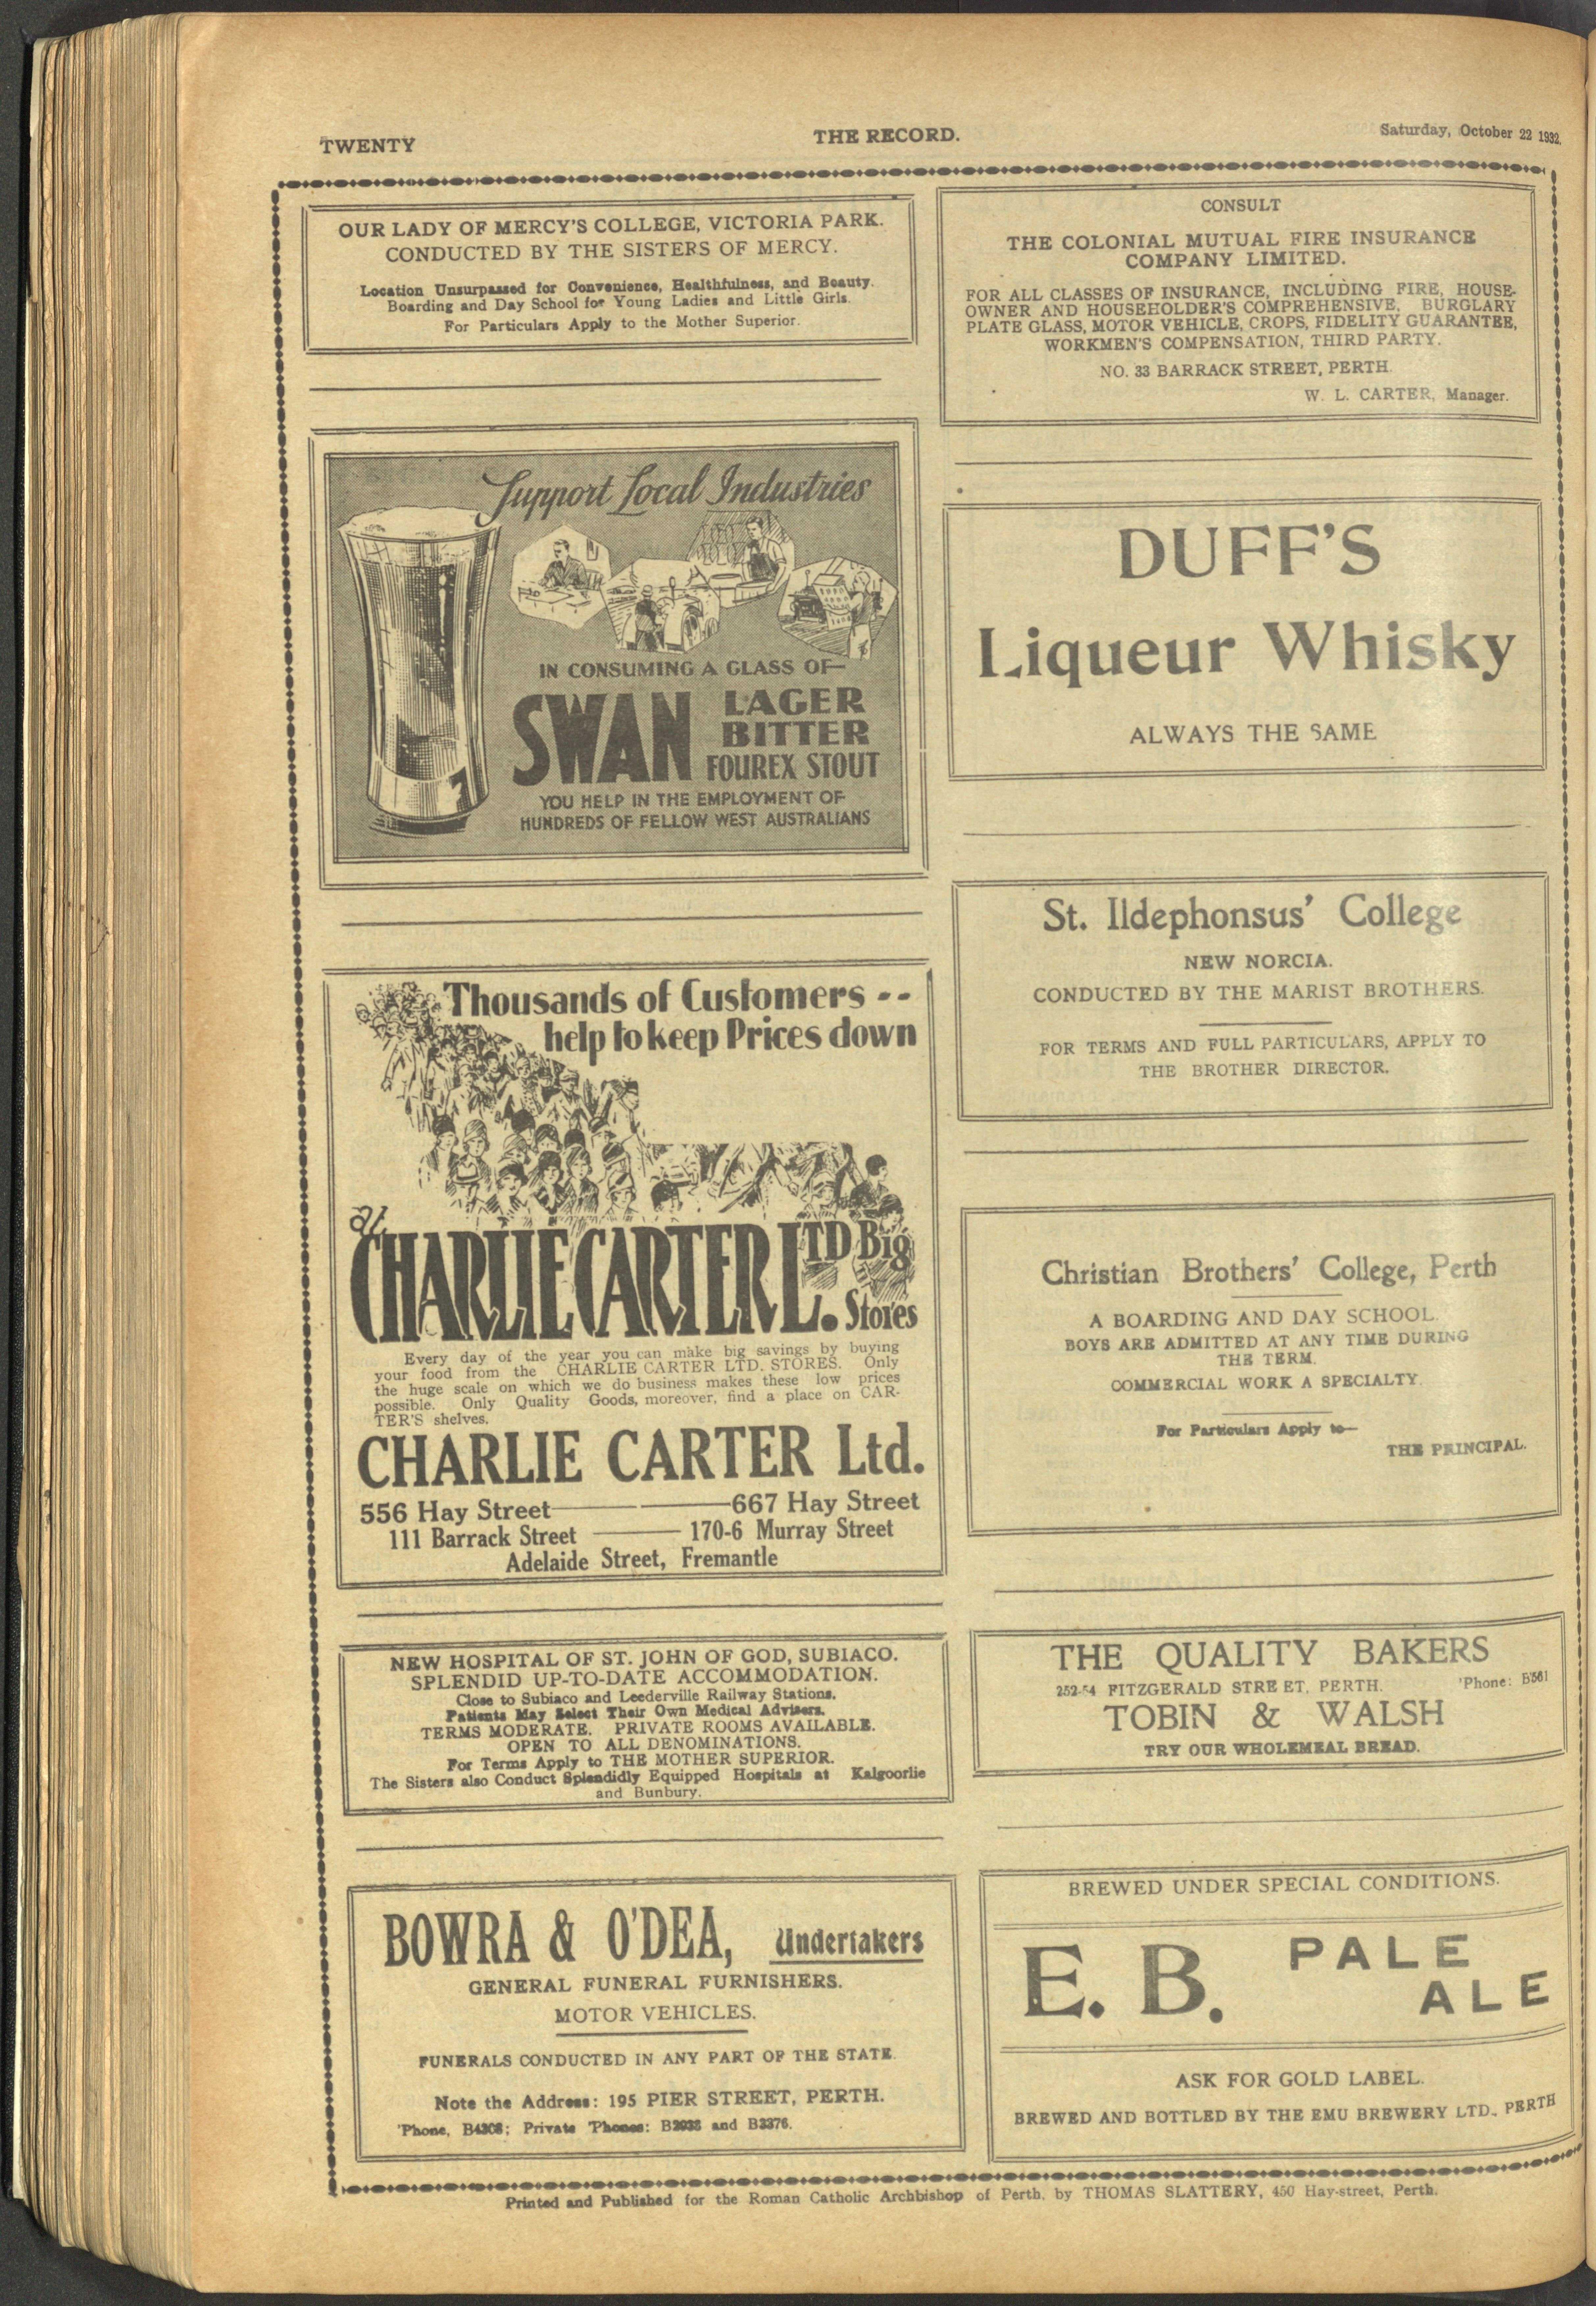 TWENTY
THE RECORD.
Saturday, October 22 1932.
OUR LADY OF MERCY'S COLLEGE, VICTORIA PARK.
CONDUCTED BY THE SISTERS OF MERCY.
Location Unsurpassed for Convenience, Healthfulness, and Beauty.
Boarding and Day School for Young Ladies and Little Girls.
For Particulars Apply to the Mother Superior.
Support Local Industries
IN CONSUMING A GLASS OF—
SWAN LAGER
BITTER
FOUREX STOUT
YOU HELP IN THE EMPLOYMENT OF
HUNDREDS OF FELLOW WEST AUSTRALIANS
Thousands of Customers --
help to keep Prices down
at
CHARLIE CARTER LTD. Big
Stores
Every day of the year you can make big savings by buying
your food from the CHARLIE CARTER LTD. STORES. Only
the huge scale on which we do business makes these low prices
possible. Only Quality Goods, moreover, find a place on CAR-
TER'S shelves.
CHARLIE CARTER Ltd.
556 Hay Street—— ——667 Hay Street
111 Barrack Street —— 170-6 Murray Street
Adelaide Street, Fremantle
NEW HOSPITAL OF ST. JOHN OF GOD, SUBIACO.
SPLENDID UP-TO-DATE ACCOMMODATION.
Close to Subiaco and Leederville Railway Stations.
Patients May Select Their Own Medical Advisers.
TERMS MODERATE. PRIVATE ROOMS AVAILABLE.
OPEN TO ALL DENOMINATIONS.
For Terms Apply to THE MOTHER SUPERIOR.
The Sisters also Conduct Splendidly Equipped Hospitals at Kalgoorlie
and Bunbury.
BOWRA & O'DEA, Undertakers
GENERAL FUNERAL FURNISHERS.
MOTOR VEHICLES.
FUNERALS CONDUCTED IN ANY PART OF THE STATE.
Note the Address: 195 PIER STREET, PERTH.
'Phone, B4308; Private 'Phones: B2938 and B3376.
CONSULT
THE COLONIAL MUTUAL FIRE INSURANCE
COMPANY LIMITED.
FOR ALL CLASSES OF INSURANCE, INCLUDING FIRE, HOUSE-
OWNER AND HOUSEHOLDER'S COMPREHENSIVE, BURGLARY
PLATE GLASS, MOTOR VEHICLE, CROPS, FIDELITY GUARANTEE,
WORKMEN'S COMPENSATION, THIRD PARTY.
NO. 33 BARRACK STREET, PERTH.
W. L. CARTER, Manager.
DUFF'S
Liqueur Whisky
ALWAYS THE SAME
St. Ildephonsus' College
NEW NORCIA.
CONDUCTED BY THE MARIST BROTHERS.
FOR TERMS AND FULL PARTICULARS, APPLY TO
THE BROTHER DIRECTOR.
Christian Brothers' College, Perth
A BOARDING AND DAY SCHOOL.
BOYS ARE ADMITTED AT ANY TIME DURING
THE TERM.
COMMERCIAL WORK A SPECIALTY.
For Particulars Apply to—
THE PRINCIPAL.
THE QUALITY BAKERS
252-54 FITZGERALD STREET, PERTH. 'Phone: B5561
TOBIN & WALSH
TRY OUR WHOLEMEAL BREAD.
BREWED UNDER SPECIAL CONDITIONS.
E. B. PALE
ALE
ASK FOR GOLD LABEL.
BREWED AND BOTTLED BY THE EMU BREWERY LTD., PERTH
Printed and Published for the Roman Catholic Archbishop of Perth, by THOMAS SLATTERY, 450 Hay-street, Perth.